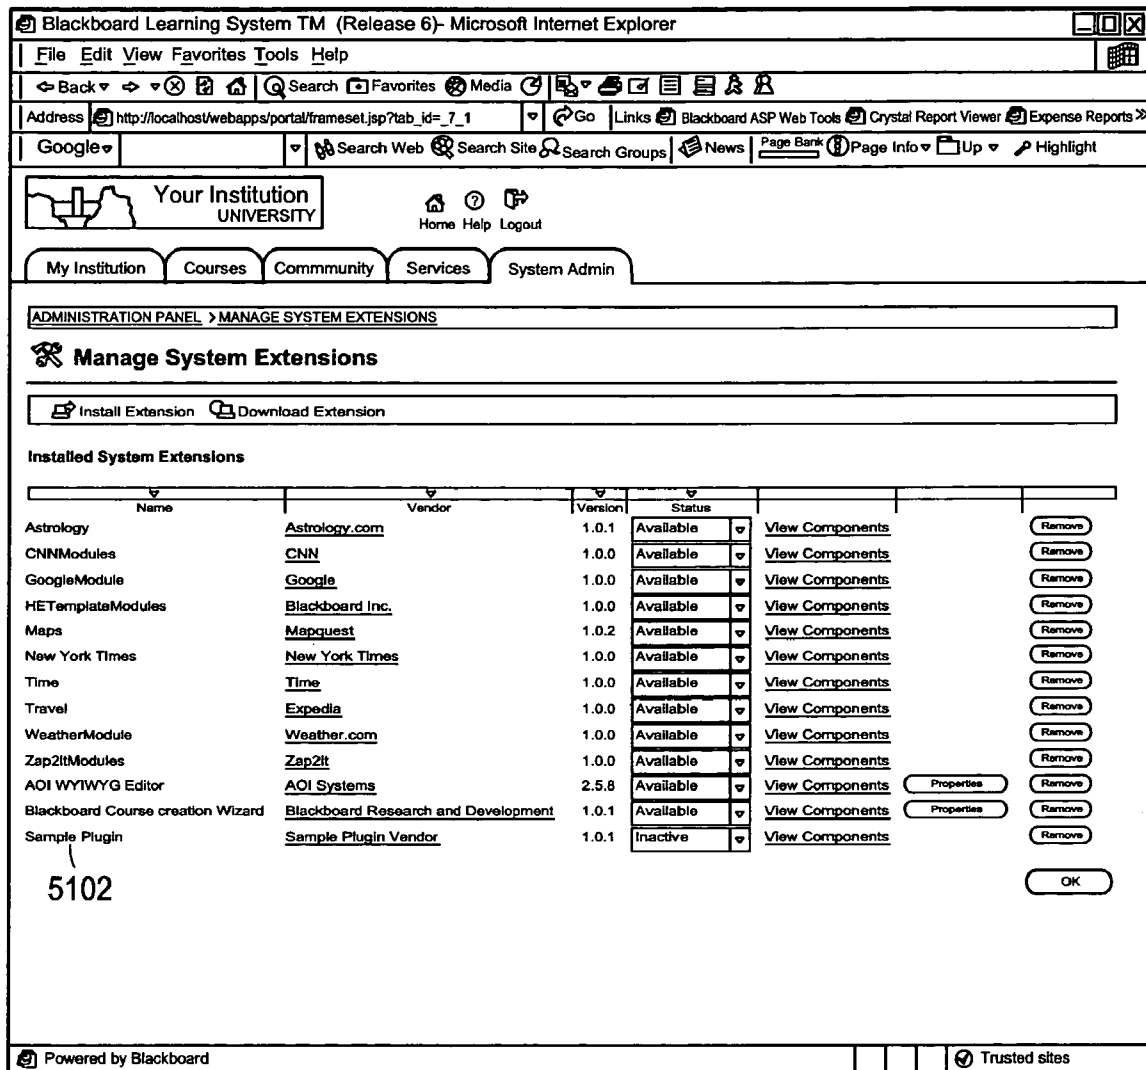 Blackboard Learning System TM (Release 6)- Microsoft Internet Explorer
File Edit View Favorites Tools Help
Back Search Favorites Media
Address http://localhost/webapps/portal/frameset.jsp?tab_id=_7_1 Go Links Blackboard ASP Web Tools Crystal Report Viewer Expense Reports »
Google Search Web Search Site Search Groups News Page Bank Page Info Up Highlight
Your Institution
UNIVERSITY
Home Help Logout
My Institution Courses Commmunity Services System Admin
ADMINISTRATION PANEL > MANAGE SYSTEM EXTENSIONS
Manage System Extensions
Install Extension Download Extension
Installed System Extensions
Name Vendor Version Status
Astrology Astrology.com 1.0.1 Available View Components Remove
CNNModules CNN 1.0.0 Available View Components Remove
GoogleModule Google 1.0.0 Available View Components Remove
HETemplateModules Blackboard Inc. 1.0.0 Available View Components Remove
Maps Mapquest 1.0.2 Available View Components Remove
New York Times New York Times 1.0.0 Available View Components Remove
Time Time 1.0.0 Available View Components Remove
Travel Expedia 1.0.0 Available View Components Remove
WeatherModule Weather.com 1.0.0 Available View Components Remove
Zap2ItModules Zap2It 1.0.0 Available View Components Remove
AOI WYIWYG Editor AOI Systems 2.5.8 Available View Components Properties Remove
Blackboard Course creation Wizard Blackboard Research and Development 1.0.1 Available View Components Properties Remove
Sample Plugin Sample Plugin Vendor 1.0.1 Inactive View Components Remove
5102
OK
Powered by Blackboard Trusted sites